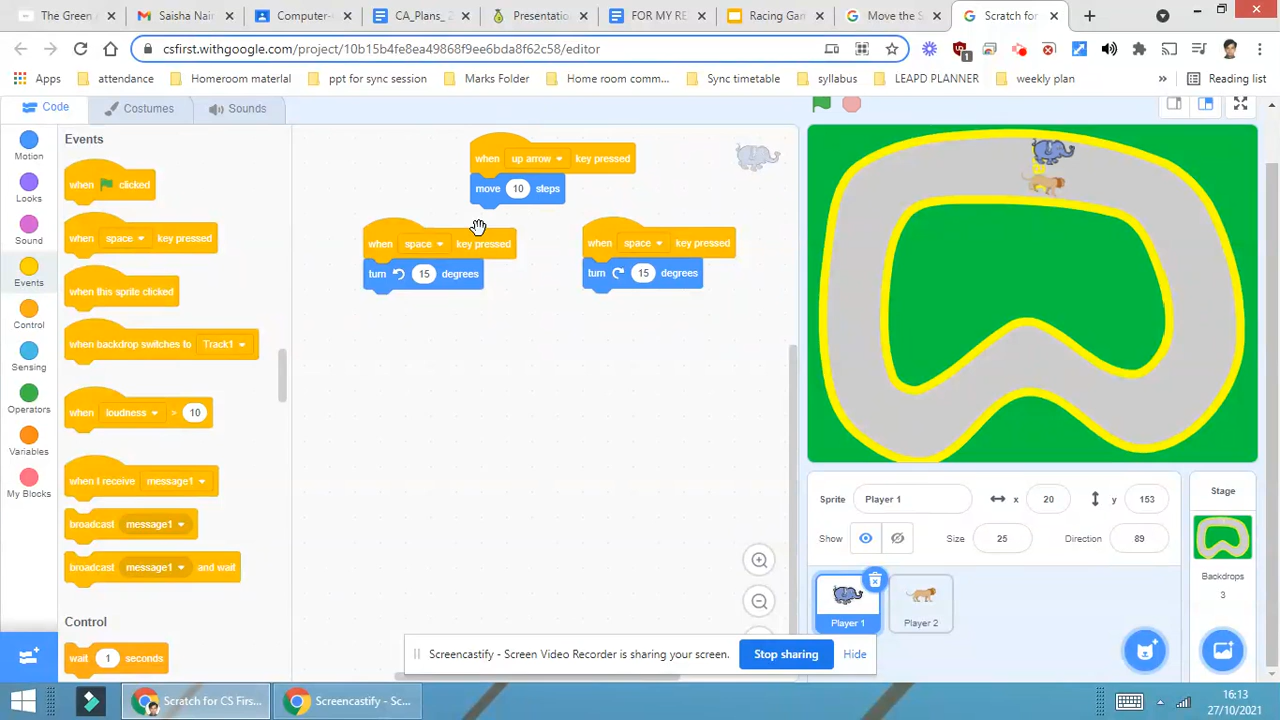 The Green A
Saisha Nair
Computer-
CA_Plans_2
Presentatio
FOR MY RE
Racing Gam
Move the S
Scratch for
csfirst.withgoogle.com/project/10b15b4fe8ea49868f9ee6bda8f62c58/editor
1
Apps
attendance
Homeroom material
ppt for sync session
Marks Folder
Home room comm...
Sync timetable
syllabus
LEAPD PLANNER
weekly plan
»
Reading list
Code
Costumes
Sounds
Motion
Looks
Sound
Events
Control
Sensing
Operators
Variables
My Blocks
Events
when clicked
when space key pressed
when this sprite clicked
when backdrop switches to Track1
when loudness > 10
when I receive message1
broadcast message1
broadcast message1 and wait
Control
wait 1 seconds
when up arrow key pressed
move 10 steps
when space key pressed
turn 15 degrees
when space key pressed
turn 15 degrees
Sprite Player 1 x 20 y 153
Show Size 25 Direction 89
Player 1
Player 2
Stage
Backdrops
3
Screencastify - Screen Video Recorder is sharing your screen.
Stop sharing
Hide
Scratch for CS First...
Screencastify - Sc...
16:13
27/10/2021